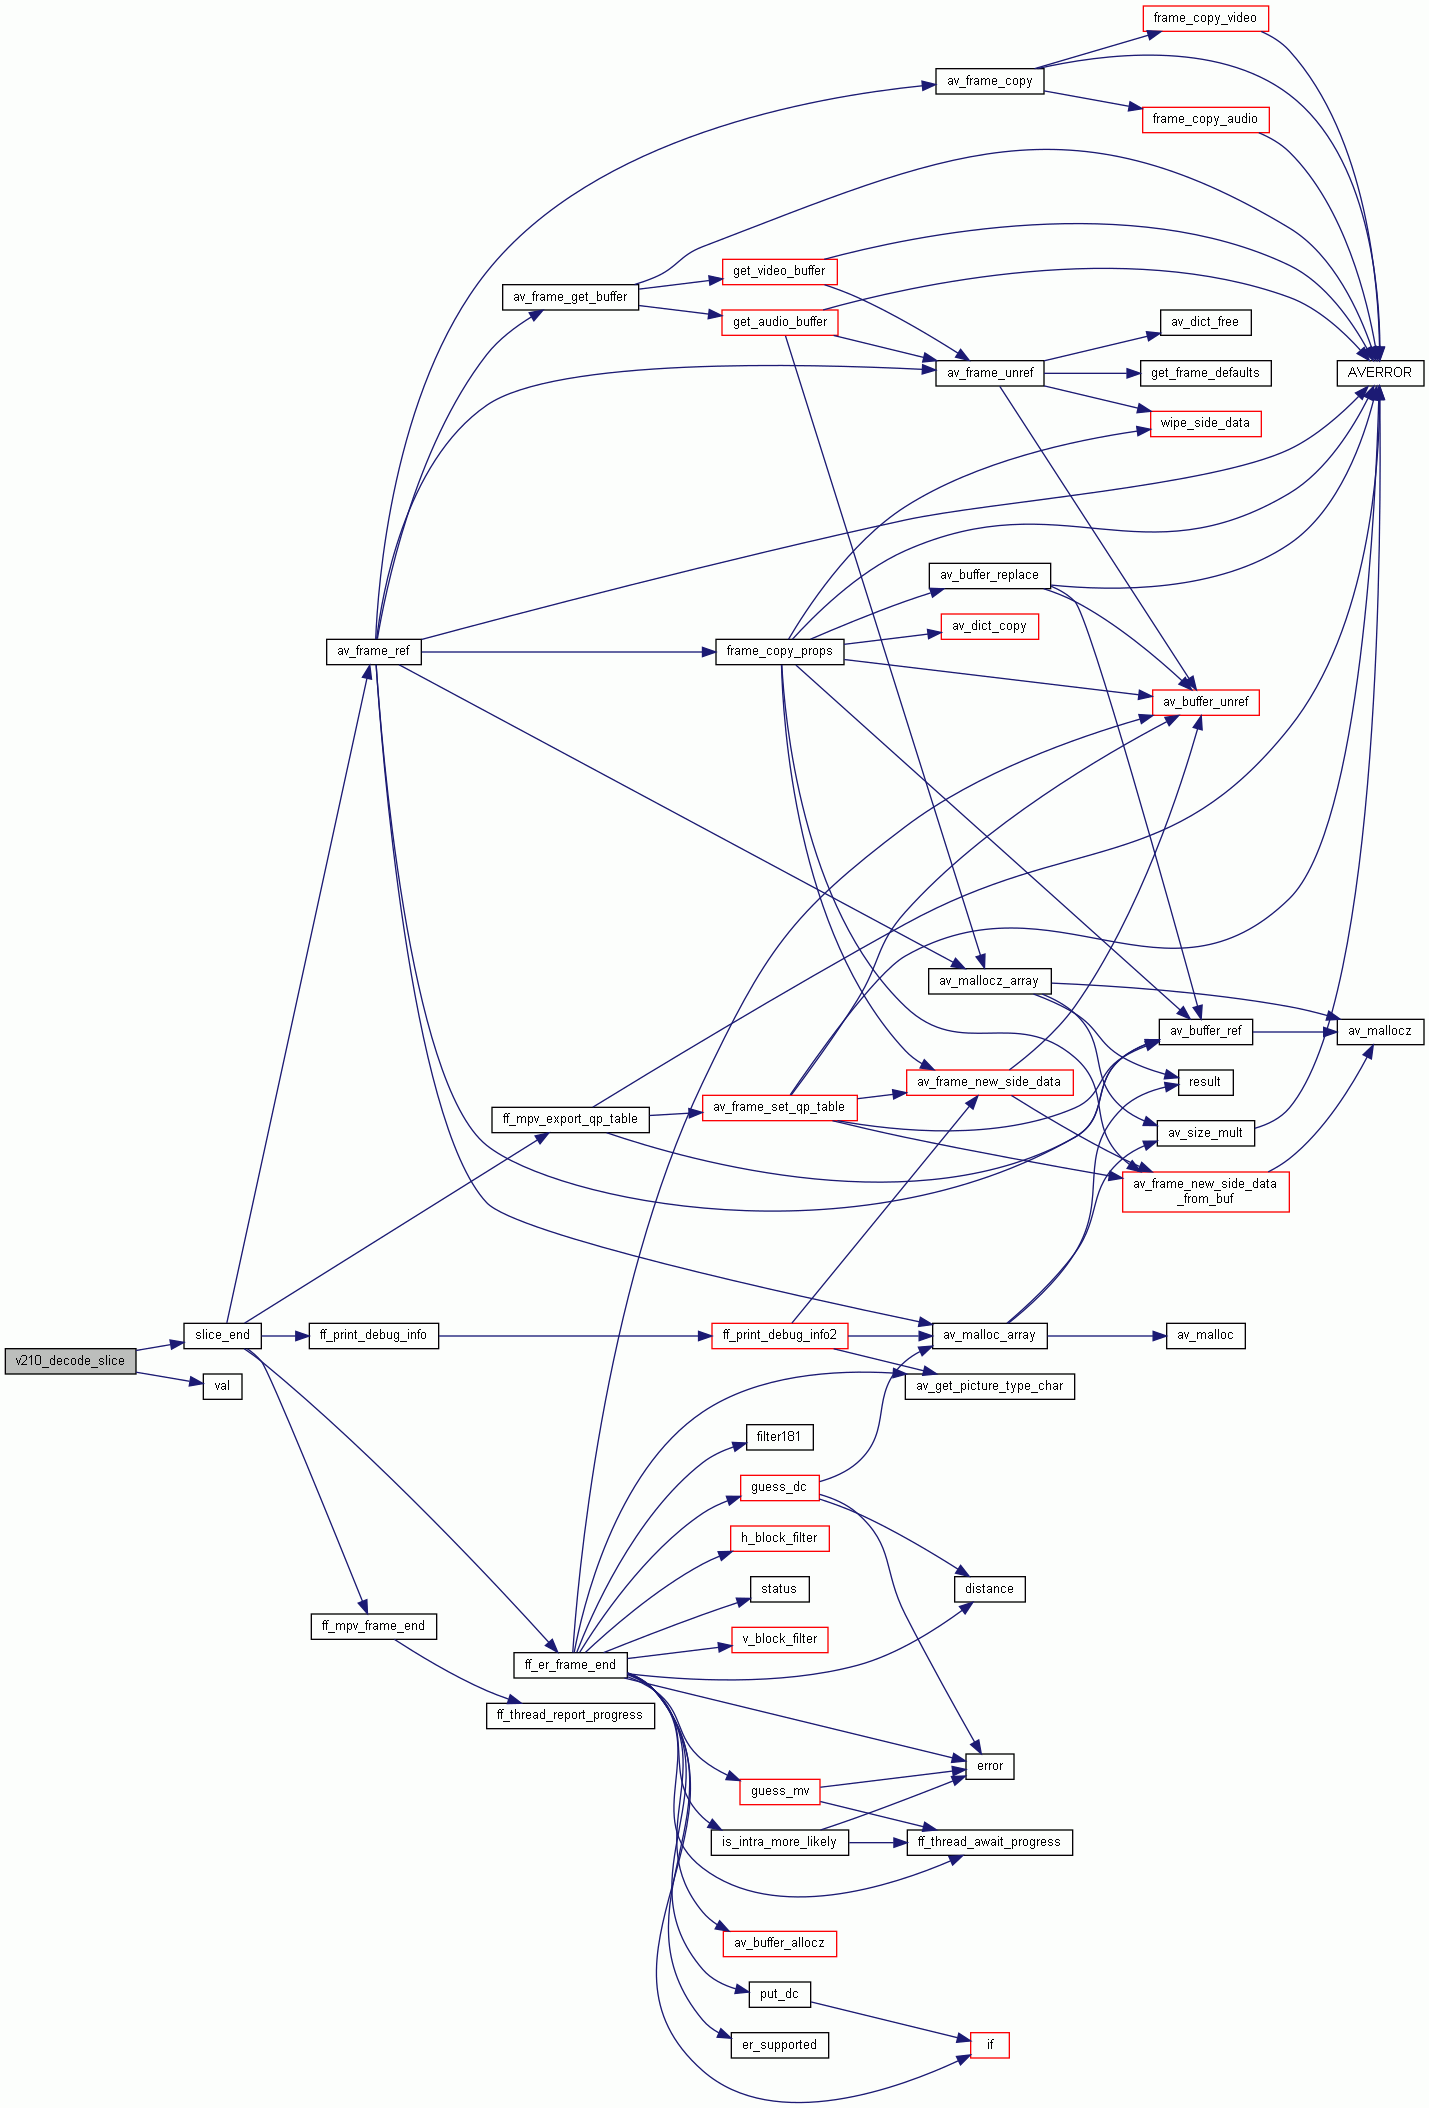 frame_copy_video
av_frame_copy
frame_copy_audio
get_video_buffer
av_frame_get_buffer
get_audio_buffer
av_dict_free
av_frame_unref
get_frame_defaults
AVERROR
wipe_side_data
av_buffer_replace
av_dict_copy
av_frame_ref
frame_copy_props
av_buffer_unref
av_mallocz_array
av_buffer_ref
av_mallocz
av_frame_new_side_data
result
av_frame_set_qp_table
ff_mpv_export_qp_table
av_size_mult
av_frame_new_side_data
_from_buf
slice_end
ff_print_debug_info
ff_print_debug_info2
av_malloc_array
av_malloc
v210_decode_slice
val
av_get_picture_type_char
filter181
guess_dc
h_block_filter
status
distance
ff_mpv_frame_end
v_block_filter
ff_er_frame_end
ff_thread_report_progress
error
guess_mv
is_intra_more_likely
ff_thread_await_progress
av_buffer_allocz
put_dc
er_supported
if